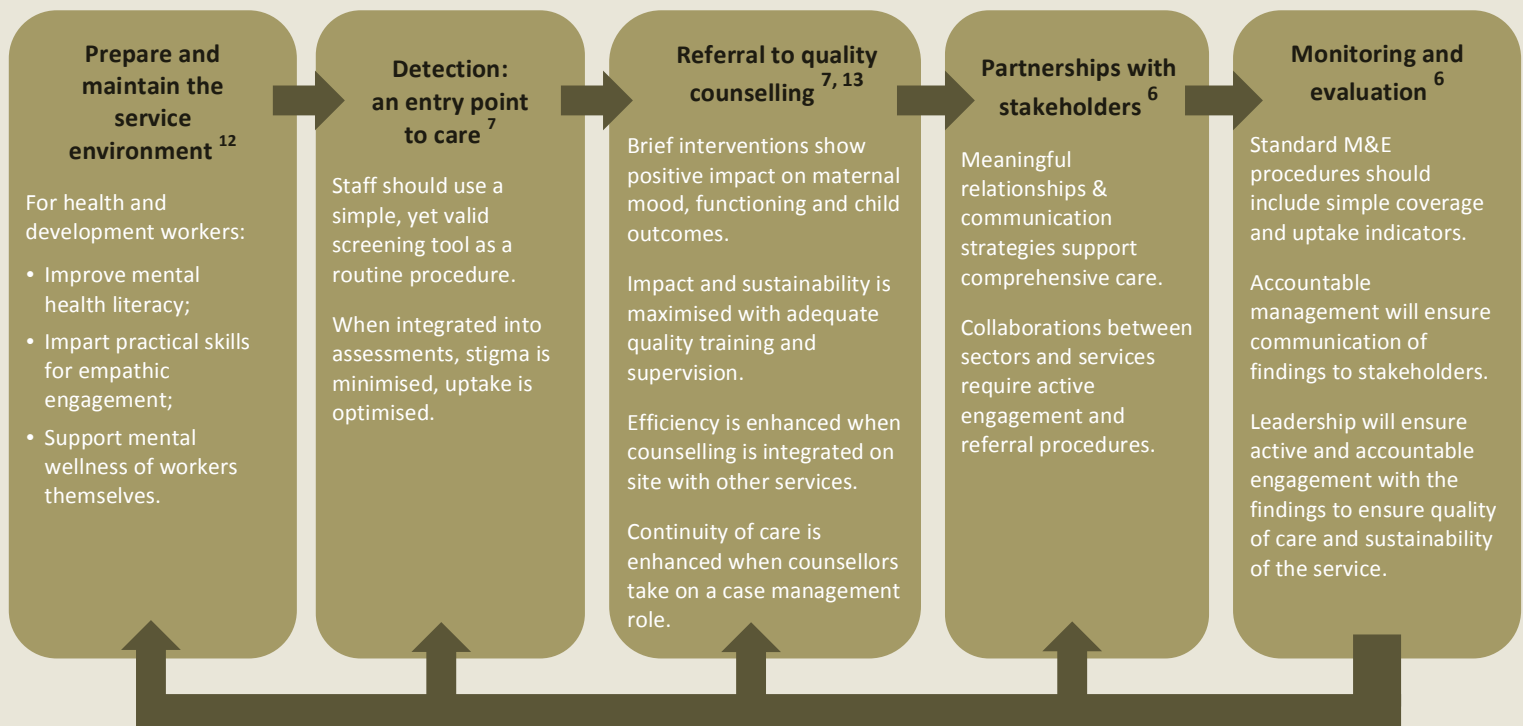 Prepare and
maintain the
service
environment 12
For health and
development workers:
• Improve mental
health literacy;
• Impart practical skills
for empathic
engagement;
• Support mental
wellness of workers
themselves.
Detection:
an entry point
to care 7
Staff should use a
simple, yet valid
screening tool as a
routine procedure.
When integrated into
assessments, stigma is
minimised, uptake is
optimised.
Referral to quality
counselling 7, 13
Brief interventions show
positive impact on maternal
mood, functioning and child
outcomes.
Impact and sustainability is
maximised with adequate
quality training and
supervision.
Efficiency is enhanced when
counselling is integrated on
site with other services.
Continuity of care is
enhanced when counsellors
take on a case management
role.
Partnerships with
stakeholders 6
Meaningful
relationships &
communication
strategies support
comprehensive care.
Collaborations between
sectors and services
require active
engagement and
referral procedures.
Monitoring and
evaluation 6
Standard M&E
procedures should
include simple coverage
and uptake indicators.
Accountable
management will ensure
communication of
findings to stakeholders.
Leadership will ensure
active and accountable
engagement with the
findings to ensure quality
of care and sustainability
of the service.